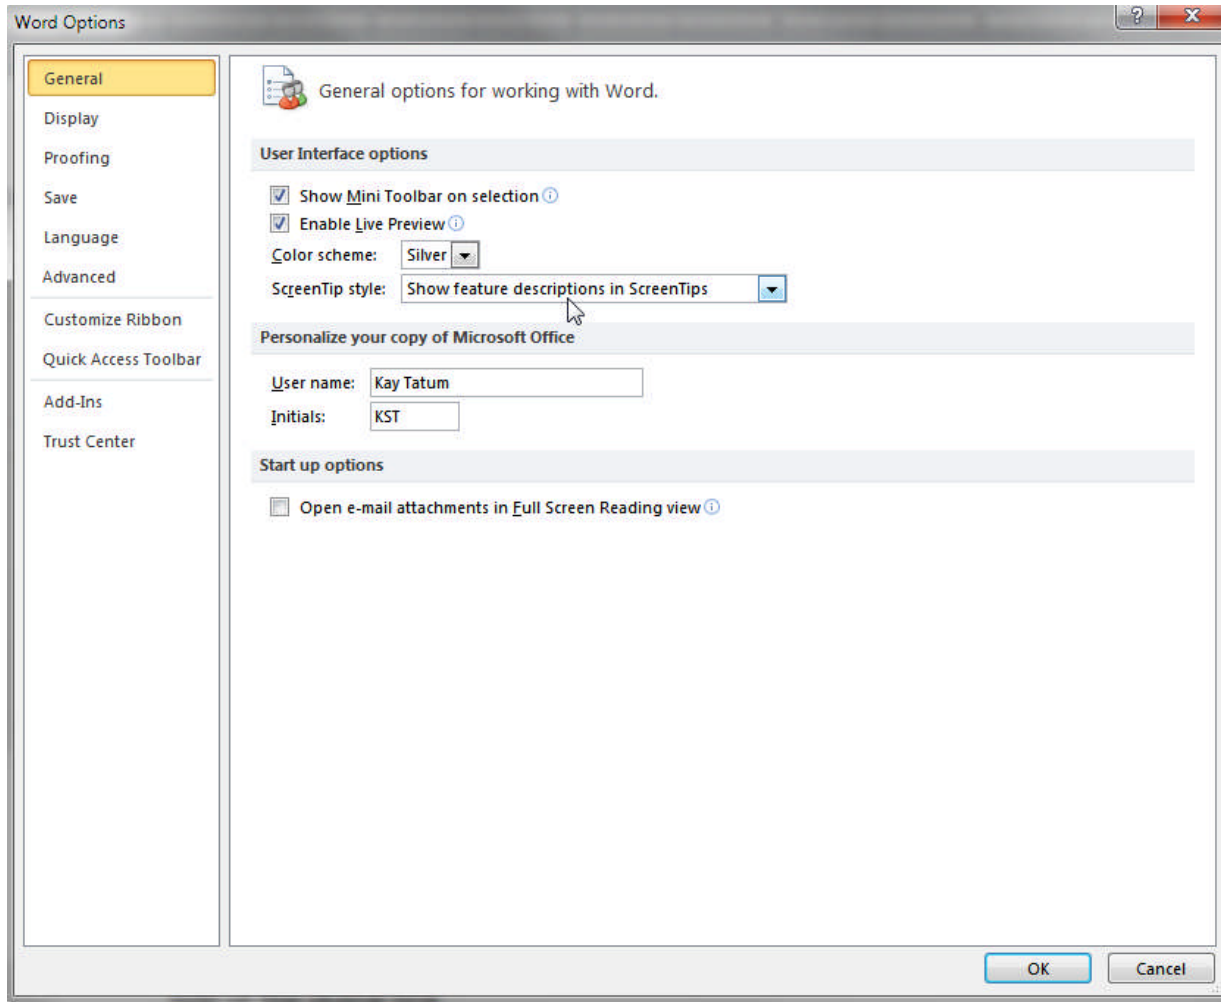 Word Options
?
X
General
Display
Proofing
Save
Language
Advanced
Customize Ribbon
Quick Access Toolbar
Add-Ins
Trust Center
General options for working with Word.
User Interface options
Show Mini Toolbar on selection
Enable Live Preview
Color scheme: Silver
ScreenTip style: Show feature descriptions in ScreenTips
Personalize your copy of Microsoft Office
User name: Kay Tatum
Initials: KST
Start up options
Open e-mail attachments in Full Screen Reading view
OK Cancel